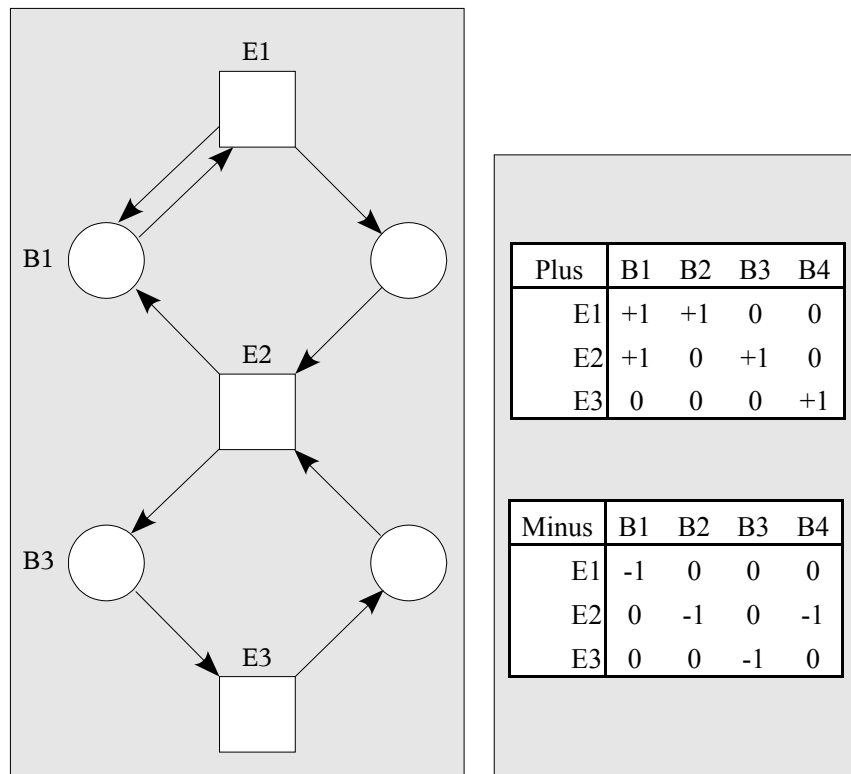 E1
B1
E2
B3
E3
Plus B1 B2 B3 B4
E1 +1 +1 0 0
E2 +1 0 +1 0
E3 0 0 0 +1
Minus B1 B2 B3 B4
E1 -1 0 0 0
E2 0 -1 0 -1
E3 0 0 -1 0